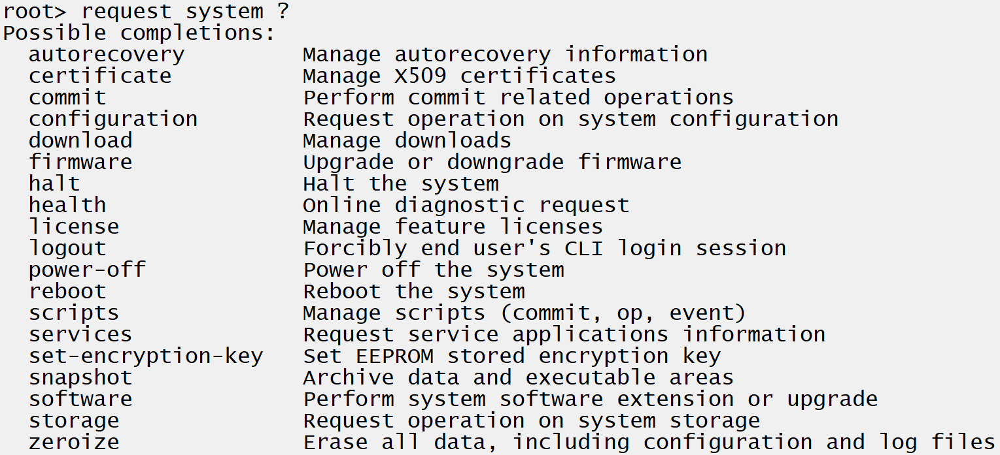 root> request system ?
Possible completions:
  autorecovery         Manage autorecovery information
  certificate          Manage X509 certificates
  commit               Perform commit related operations
  configuration        Request operation on system configuration
  download             Manage downloads
  firmware             Upgrade or downgrade firmware
  halt                 Halt the system
  health               Online diagnostic request
  license              Manage feature licenses
  logout               Forcibly end user's CLI login session
  power-off            Power off the system
  reboot               Reboot the system
  scripts              Manage scripts (commit, op, event)
  services             Request service applications information
  set-encryption-key   Set EEPROM stored encryption key
  snapshot             Archive data and executable areas
  software             Perform system software extension or upgrade
  storage              Request operation on system storage
  zeroize              Erase all data, including configuration and log files